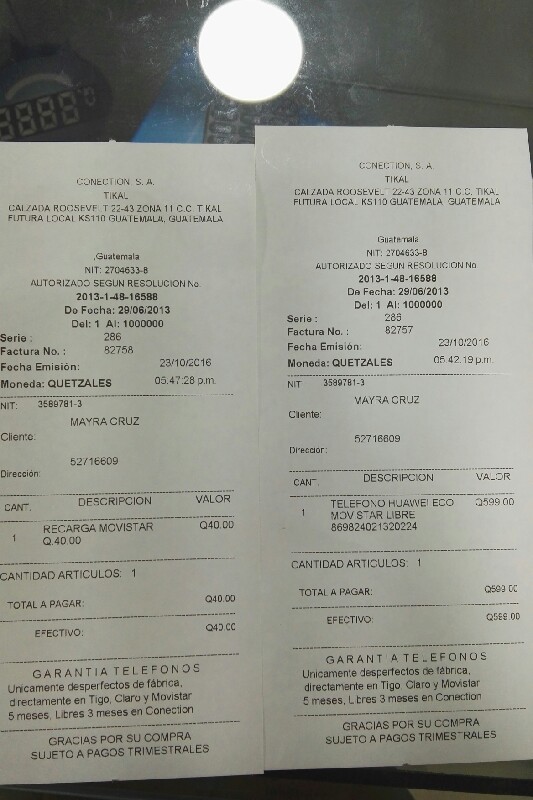 CONECTION, S. A.
TIKAL
CALZADA ROOSEVELT 22-43 ZONA 11 C.C. TIKAL
FUTURA LOCAL KS110 GUATEMALA, GUATEMALA
,Guatemala
NIT: 2704633-8
AUTORIZADO SEGUN RESOLUCION No.
2013-1-48-16588
De Fecha: 29/06/2013
Del: 1 Al: 1000000
Serie : 286
Factura No. : 82758
Fecha Emisión: 23/10/2016
Moneda: QUETZALES 05:47:28 p.m.
NIT: 3589781-3
MAYRA CRUZ
Cliente:
52716609
Dirección:
CANT. DESCRIPCION VALOR
1 RECARGA MOVISTAR Q40.00
Q.40.00
CANTIDAD ARTICULOS: 1
TOTAL A PAGAR: Q40.00
EFECTIVO: Q40.00
GARANTIA TELEFONOS
Unicamente desperfectos de fábrica,
directamente en Tigo, Claro y Movistar
5 meses, Libres 3 meses en Conection
GRACIAS POR SU COMPRA
SUJETO A PAGOS TRIMESTRALES
CONECTION, S. A.
TIKAL
CALZADA ROOSEVELT 22-43 ZONA 11 C.C. TIKAL
FUTURA LOCAL KS110 GUATEMALA, GUATEMALA
Guatemala
NIT: 2704633-8
AUTORIZADO SEGUN RESOLUCION No.
2013-1-48-16588
De Fecha: 29/06/2013
Del: 1 Al: 1000000
Serie : 286
Factura No. : 82757
Fecha Emisión: 23/10/2016
Moneda: QUETZALES 05:42:19 p.m.
NIT 3589781-3
MAYRA CRUZ
Cliente:
52716609
Direccion:
CANT. DESCRIPCION VALOR
1 TELEFONO HUAWEI ECO Q599.00
MOVISTAR LIBRE
869824021320224
CANTIDAD ARTICULOS: 1
TOTAL A PAGAR: Q599.00
EFECTIVO: Q599.00
GARANTIA TELEFONOS
Unicamente desperfectos de fábrica,
directamente en Tigo, Claro y Movistar
5 meses, Libres 3 meses en Conection
GRACIAS POR SU COMPRA
SUJETO A PAGOS TRIMESTRALES